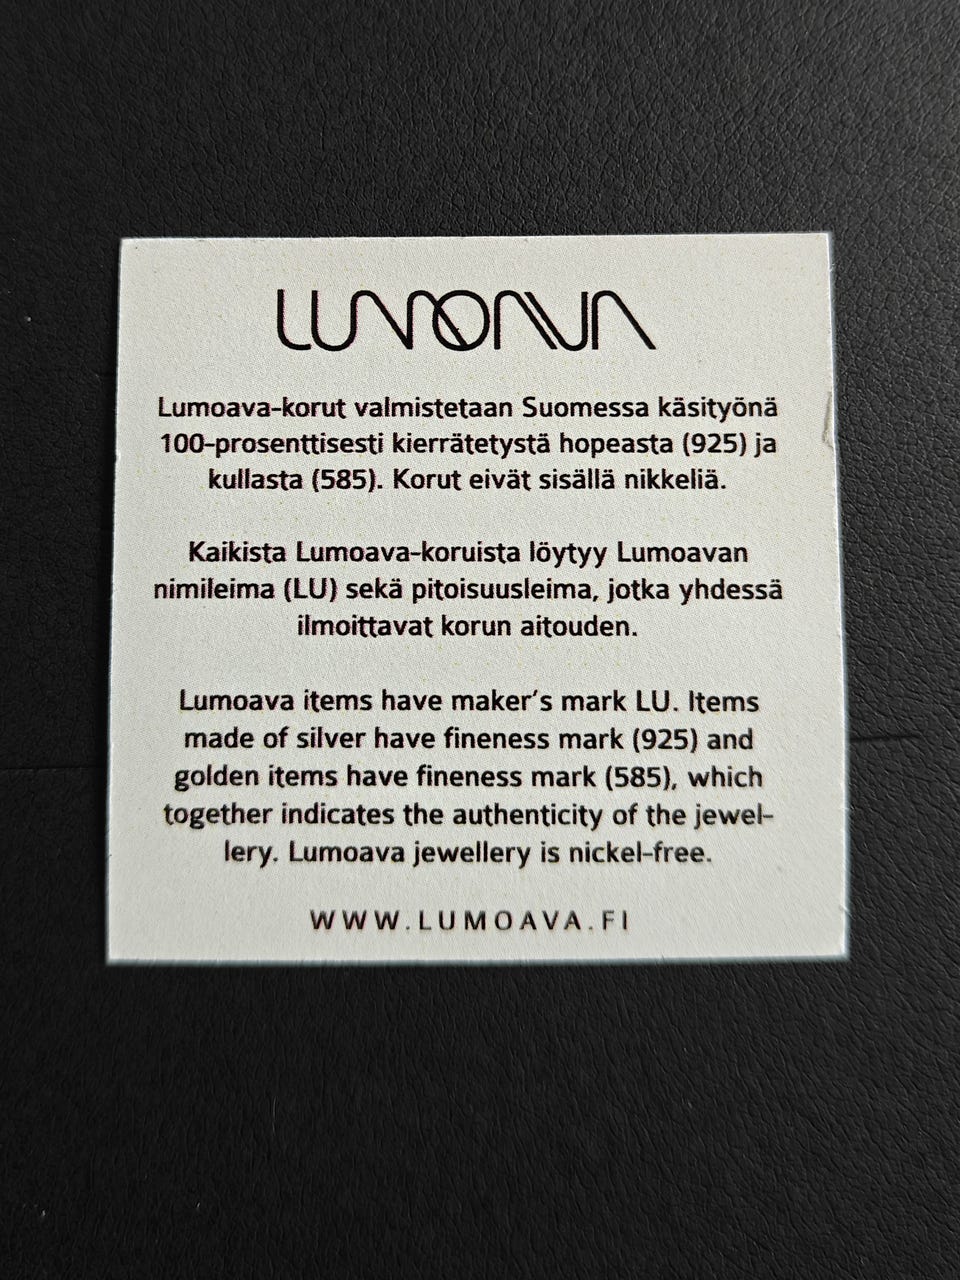 LUMOAVA
Lumoava-korut valmistetaan Suomessa käsityönä
100-prosenttisesti kierrätetystä hopeasta (925) ja
kullasta (585). Korut eivät sisällä nikkeliä.
Kaikista Lumoava-koruista löytyy Lumoavan
nimileima (LU) sekä pitoisuusleima, jotka yhdessä
ilmoittavat korun aitouden.
Lumoava items have maker's mark LU. Items
made of silver have fineness mark (925) and
golden items have fineness mark (585), which
together indicates the authenticity of the jewel-
lery. Lumoava jewellery is nickel-free.
WWW.LUMOAVA.FI